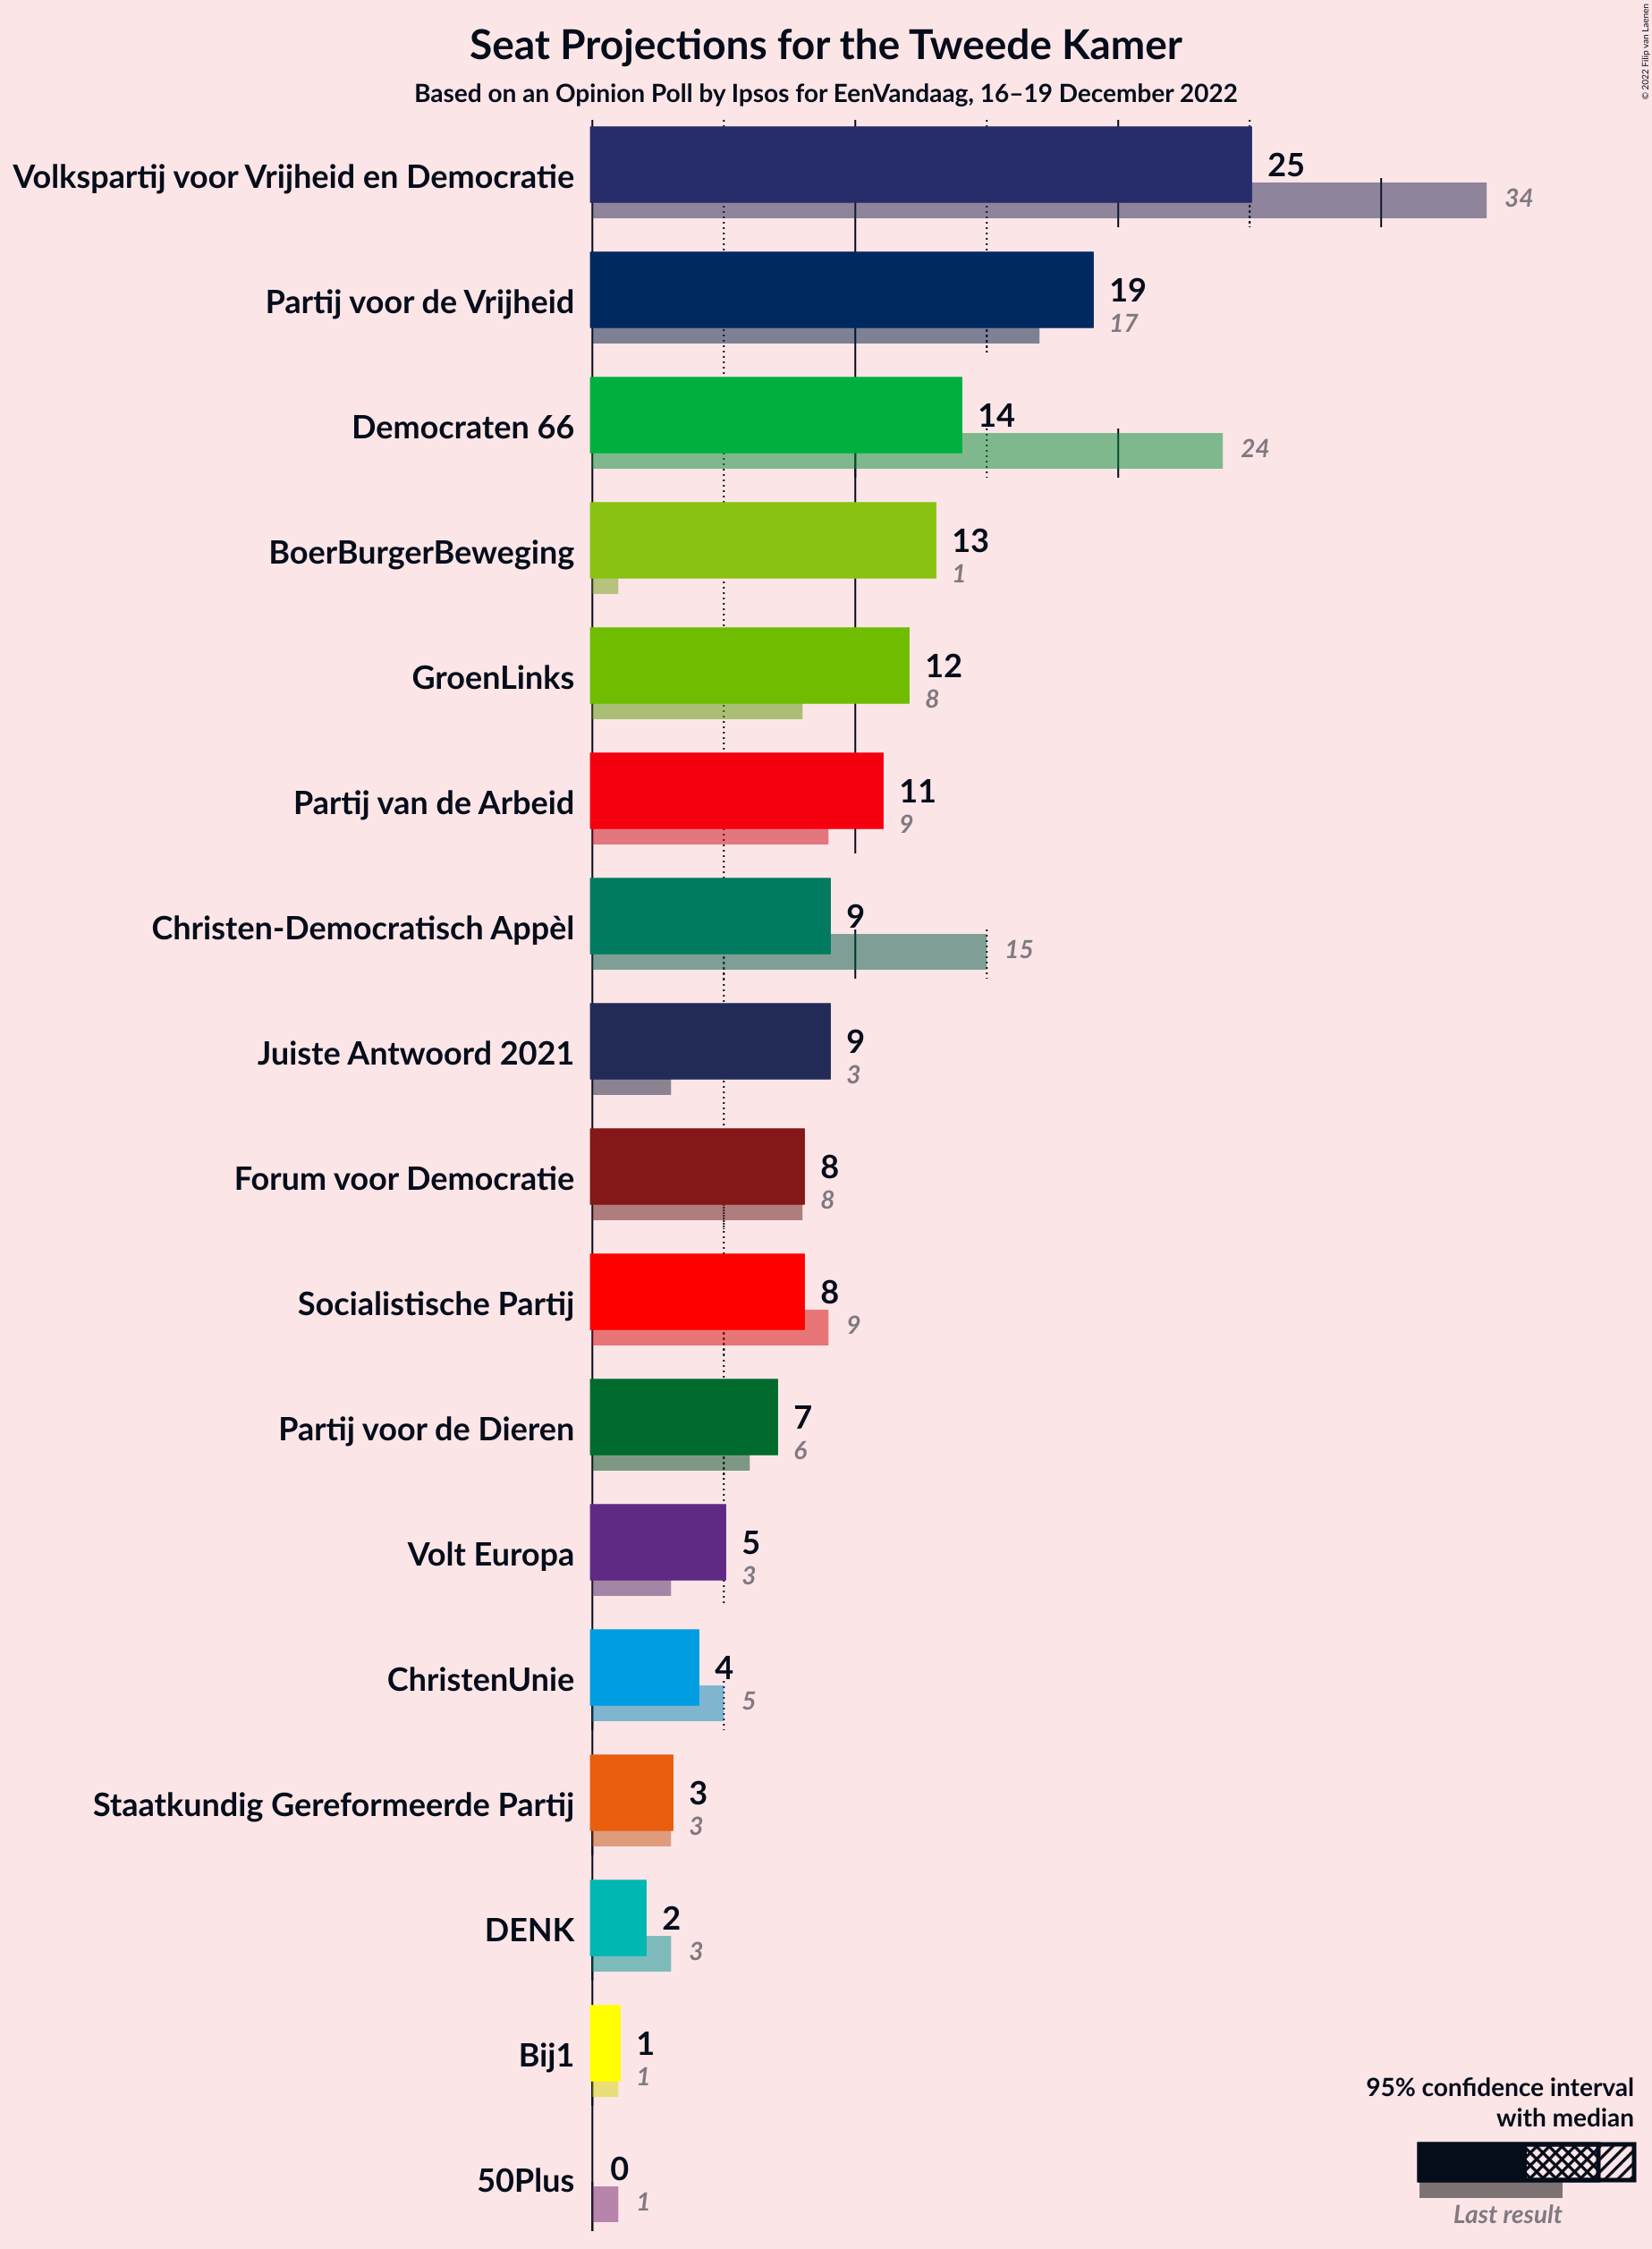 Seat Projections for the Tweede Kamer
Based on an Opinion Poll by Ipsos for EenVandaag, 16–19 December 2022
© 2022 Filip van Laenen
Volkspartij voor Vrijheid en Democratie
25
34
Partij voor de Vrijheid
19
17
Democraten 66
14
24
BoerBurgerBeweging
13
1
GroenLinks
12
8
Partij van de Arbeid
11
9
Christen-Democratisch Appèl
9
15
Juiste Antwoord 2021
9
3
Forum voor Democratie
8
8
Socialistische Partij
8
9
Partij voor de Dieren
7
6
Volt Europa
5
3
ChristenUnie
4
5
Staatkundig Gereformeerde Partij
3
3
DENK
2
3
Bij1
1
1
50Plus
0
1
95% confidence interval
with median
Last result